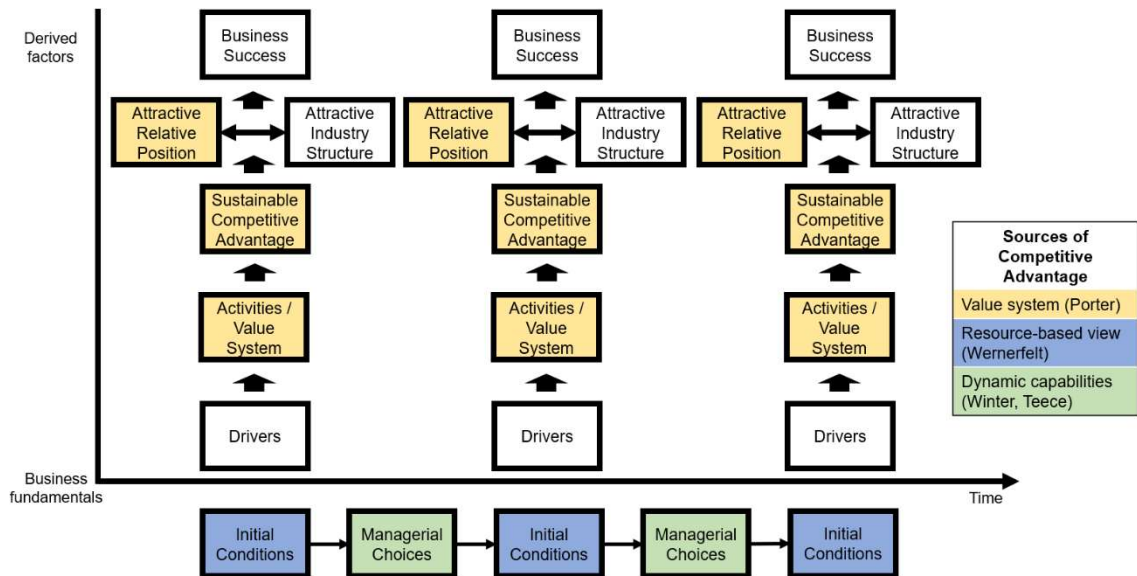 Derived
factors
Business
Success
Business
Success
Business
Success
Attractive
Relative
Position
Attractive
Industry
Structure
Attractive
Relative
Position
Attractive
Industry
Structure
Attractive
Relative
Position
Attractive
Industry
Structure
Sustainable
Competitive
Advantage
Sustainable
Competitive
Advantage
Sustainable
Competitive
Advantage
Activities /
Value
System
Activities /
Value
System
Activities /
Value
System
Drivers
Drivers
Drivers
Sources of
Competitive
Advantage
Value system (Porter)
Resource-based view
(Wernerfelt)
Dynamic capabilities
(Winter, Teece)
Business
fundamentals
Time
Initial
Conditions
Managerial
Choices
Initial
Conditions
Managerial
Choices
Initial
Conditions